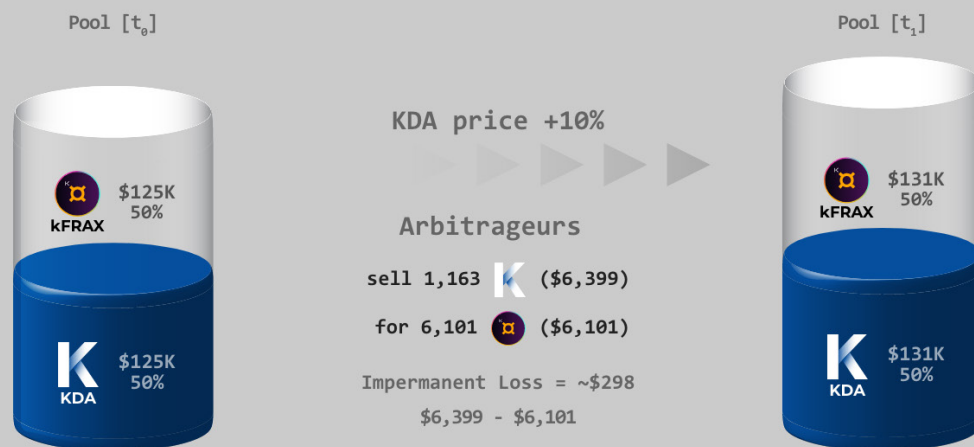 Pool [t₀]
Pool [t₁]
KDA price +10%
Arbitrageurs
sell 1,163 K ($6,399)
for 6,101 ($6,101)
Impermanent Loss = ~$298
$6,399 - $6,101
K
kFRAX
$125K
50%
K
KDA
$125K
50%
K
kFRAX
$131K
50%
K
KDA
$131K
50%